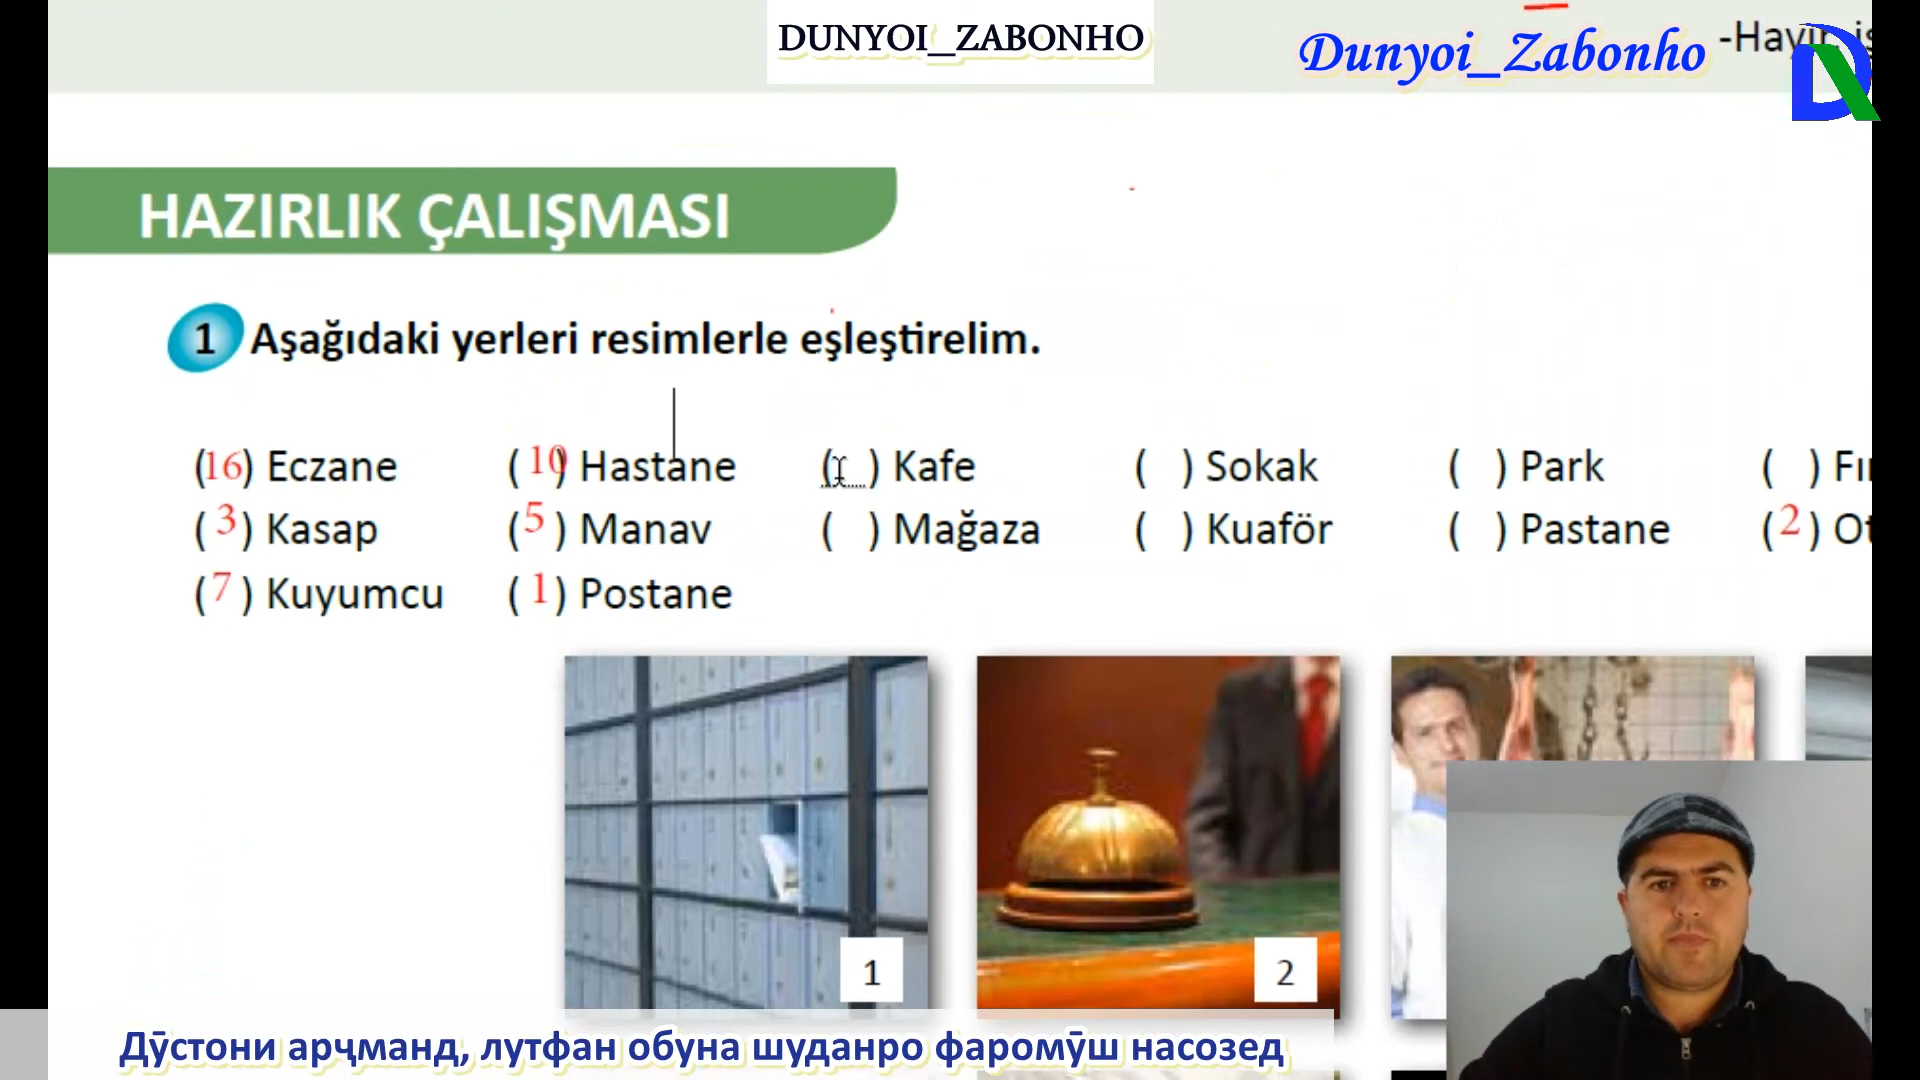 DUNYOI_ZABONHO
Dunyoi_Zabonho
-Hayır
HAZIRLIK ÇALIŞMASI
1 Aşağıdaki yerleri resimlerle eşleştirelim.
(16) Eczane (10) Hastane ( ) Kafe ( ) Sokak ( ) Park ( )
(3) Kasap (5) Manav ( ) Mağaza ( ) Kuaför ( ) Pastane (2)
(7) Kuyumcu (1) Postane
1
2
Дӯстони арҷманд, лутфан обуна шуданро фаромӯш насозед